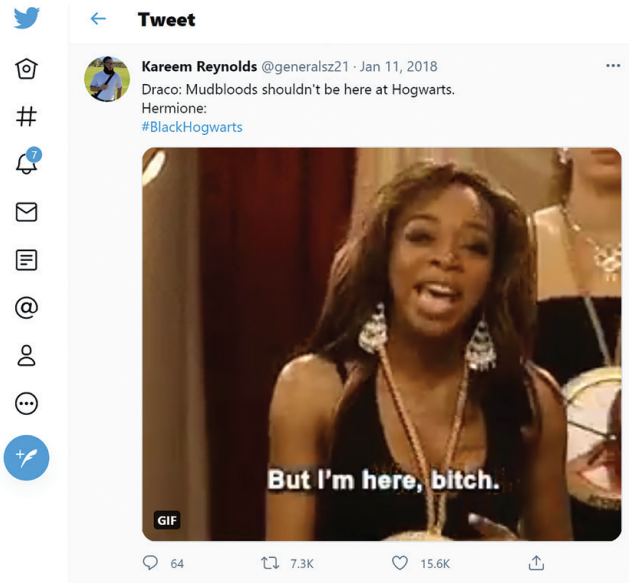 Tweet
Kareem Reynolds @generalsz21 · Jan 11, 2018
Draco: Mudbloods shouldn't be here at Hogwarts.
Hermione:
#BlackHogwarts
7
But I'm here, bitch.
GIF
64 7.3K 15.6K